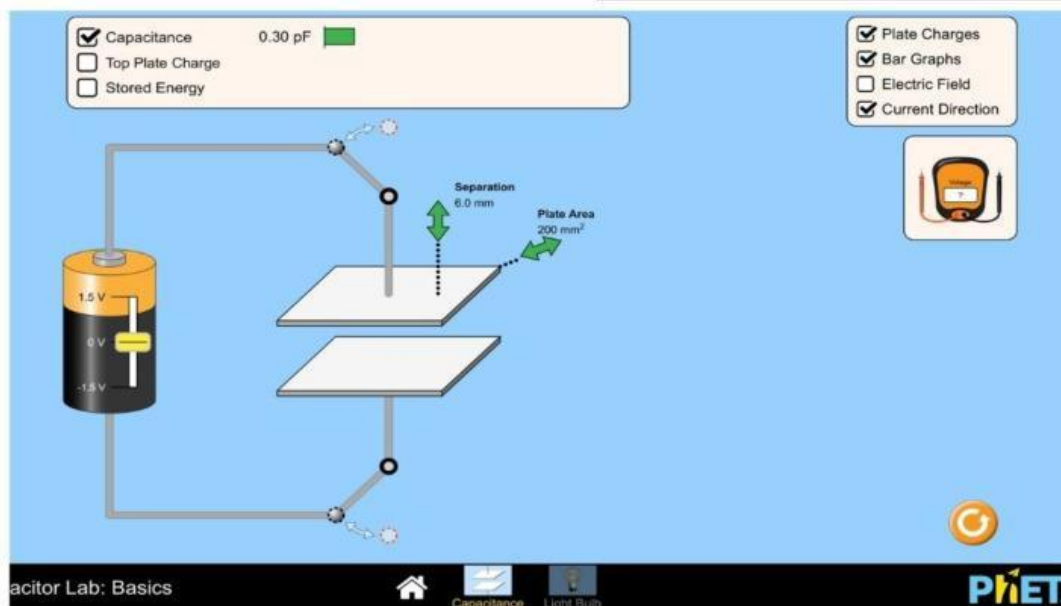 Capacitance 0.30 pF
Top Plate Charge
Stored Energy
Plate Charges
Bar Graphs
Electric Field
Current Direction
Voltage
?
Separation
6.0 mm
Plate Area
200 mm²
1.5 V
0 V
-1.5 V
acitor Lab: Basics
Capacitance
Light Bulb
PhET